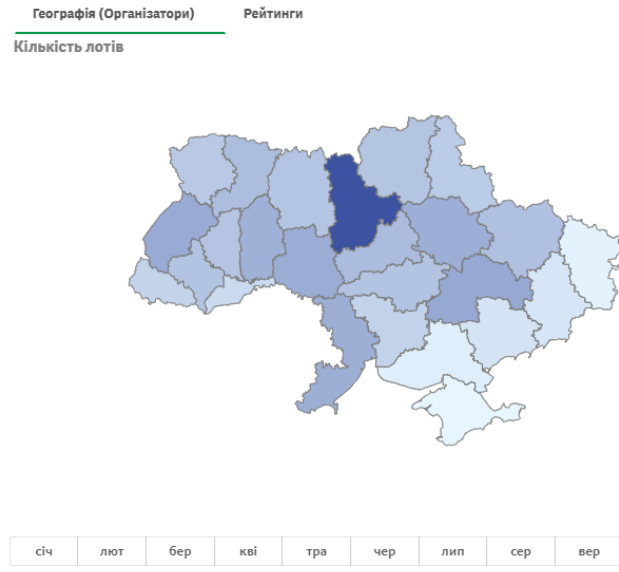 Географія (Організатори) Рейтинги
Кількість лотів
січ лют бер кві тра чер лип сер вер